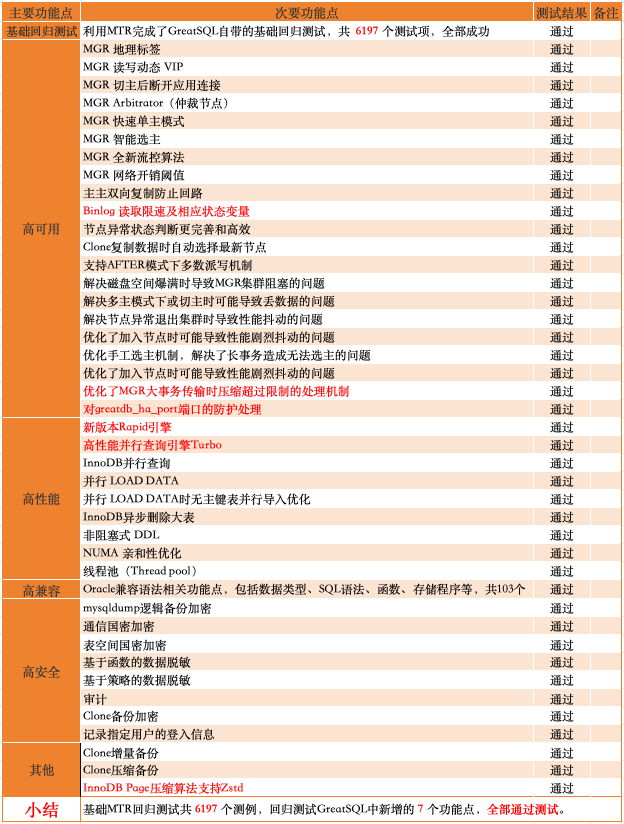 主要功能点 次要功能点 测试结果 备注
基础回归测试 利用MTR完成了GreatSQL自带的基础回归测试，共 6197 个测试项，全部成功 通过
MGR 地理标签 通过
MGR 读写动态 VIP 通过
MGR 切主后断开应用连接 通过
MGR Arbitrator（仲裁节点） 通过
MGR 快速单主模式 通过
MGR 智能选主 通过
MGR 全新流控算法 通过
MGR 网络开销阈值 通过
主主双向复制防止回路 通过
Binlog 读取限速及相应状态变量 通过
高可用 节点异常状态判断更完善和高效 通过
Clone复制数据时自动选择最新节点 通过
支持AFTER模式下多数派写机制 通过
解决磁盘空间爆满时导致MGR集群阻塞的问题 通过
解决多主模式下或切主时可能导致丢数据的问题 通过
解决节点异常退出集群时导致性能抖动的问题 通过
优化了加入节点时可能导致性能剧烈抖动的问题 通过
优化手工选主机制，解决了长事务造成无法选主的问题 通过
优化了加入节点时可能导致性能剧烈抖动的问题 通过
优化了MGR大事务传输时压缩超过限制的处理机制 通过
对greatdb_ha_port端口的防护处理 通过
新版本Rapid引擎 通过
高性能并行查询引擎Turbo 通过
InnoDB并行查询 通过
并行 LOAD DATA 通过
高性能 并行 LOAD DATA时无主键表并行导入优化 通过
InnoDB异步删除大表 通过
非阻塞式 DDL 通过
NUMA 亲和性优化 通过
线程池（Thread pool） 通过
高兼容 Oracle兼容语法相关功能点，包括数据类型、SQL语法、函数、存储程序等，共103个 通过
mysqldump逻辑备份加密 通过
通信国密加密 通过
表空间国密加密 通过
基于函数的数据脱敏 通过
高安全 基于策略的数据脱敏 通过
审计 通过
Clone备份加密 通过
记录指定用户的登入信息 通过
Clone增量备份 通过
其他 Clone压缩备份 通过
InnoDB Page压缩算法支持Zstd 通过
小结 基础MTR回归测试共 6197 个测例，回归测试GreatSQL中新增的 7 个功能点，全部通过测试。